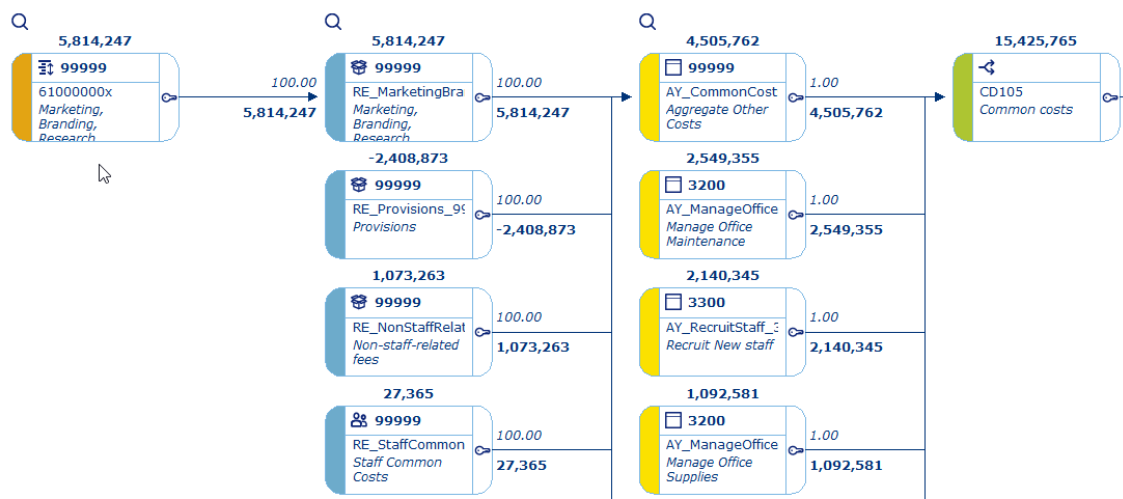 5,814,247
99999
61000000x
Marketing,
Branding,
Research
100.00
5,814,247
5,814,247
99999
RE_MarketingBra
Marketing,
Branding,
Research
100.00
5,814,247
-2,408,873
99999
RE_Provisions_99
Provisions
100.00
-2,408,873
1,073,263
99999
RE_NonStaffRelat
Non-staff-related
fees
100.00
1,073,263
27,365
99999
RE_StaffCommon
Staff Common
Costs
100.00
27,365
4,505,762
99999
AY_CommonCost
Aggregate Other
Costs
1.00
4,505,762
2,549,355
3200
AY_ManageOffice
Manage Office
Maintenance
1.00
2,549,355
2,140,345
3300
AY_RecruitStaff_3
Recruit New staff
1.00
2,140,345
1,092,581
3200
AY_ManageOffice
Manage Office
Supplies
1.00
1,092,581
15,425,765
CD105
Common costs